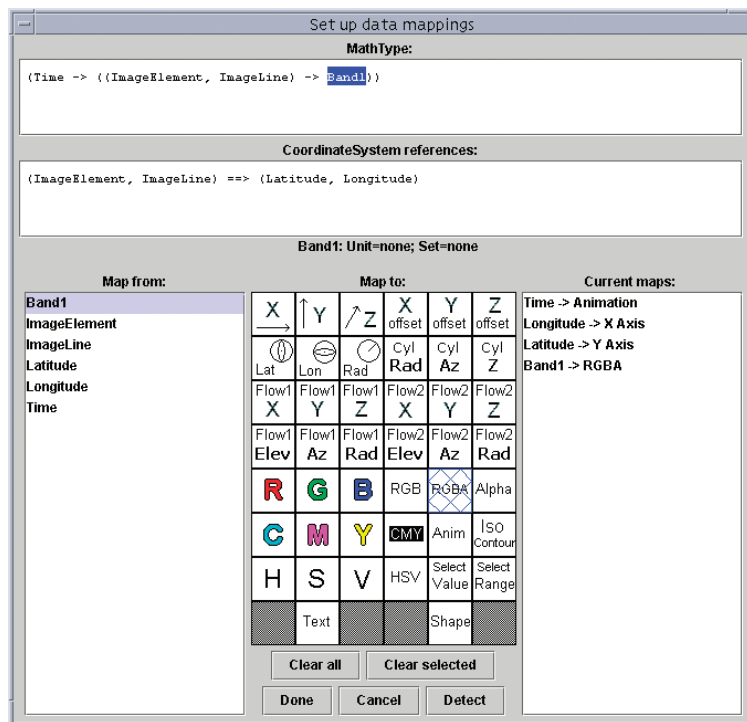 Set up data mappings
MathType:
(Time -> ((ImageElement, ImageLine) -> Band1))
CoordinateSystem references:
(ImageElement, ImageLine) ==> (Latitude, Longitude)
Band1: Unit=none; Set=none
Map from:
Band1
ImageElement
ImageLine
Latitude
Longitude
Time
Map to:
X Y Z X offset Y offset Z offset
Lat Lon Rad Cyl Rad Cyl Az Cyl Z
Flow1 X Flow1 Y Flow1 Z Flow2 X Flow2 Y Flow2 Z
Flow1 Elev Flow1 Az Flow1 Rad Flow2 Elev Flow2 Az Flow2 Rad
R G B RGB RGBA Alpha
C M Y CMY Anim Iso Contour
H S V HSV Select Value Select Range
Text Shape
Clear all Clear selected
Done Cancel Detect
Current maps:
Time -> Animation
Longitude -> X Axis
Latitude -> Y Axis
Band1 -> RGBA